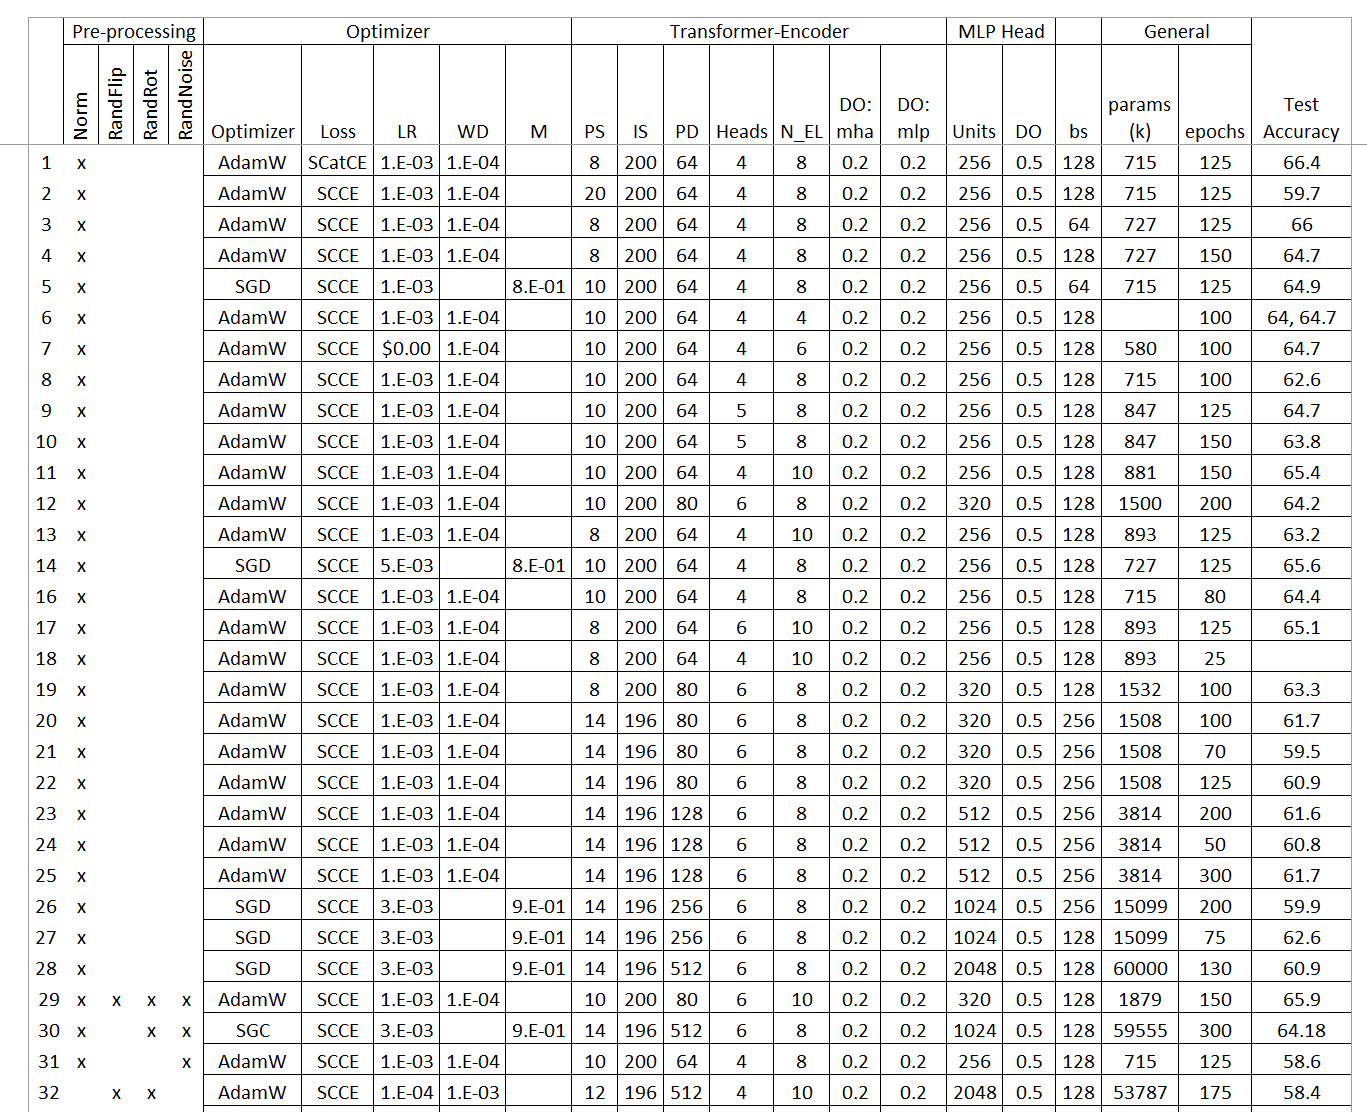 Pre-processing Optimizer Transformer-Encoder MLP Head General
Norm RandFlip RandRot RandNoise Optimizer Loss LR WD M PS IS PD Heads N_EL DO: mha DO: mlp Units DO bs params (k) epochs Test Accuracy
1 x AdamW SCatCE 1.E-03 1.E-04 8 200 64 4 8 0.2 0.2 256 0.5 128 715 125 66.4
2 x AdamW SCCE 1.E-03 1.E-04 20 200 64 4 8 0.2 0.2 256 0.5 128 715 125 59.7
3 x AdamW SCCE 1.E-03 1.E-04 8 200 64 4 8 0.2 0.2 256 0.5 64 727 125 66
4 x AdamW SCCE 1.E-03 1.E-04 8 200 64 4 8 0.2 0.2 256 0.5 128 727 150 64.7
5 x SGD SCCE 1.E-03 8.E-01 10 200 64 4 8 0.2 0.2 256 0.5 64 715 125 64.9
6 x AdamW SCCE 1.E-03 1.E-04 10 200 64 4 4 0.2 0.2 256 0.5 128 100 64, 64.7
7 x AdamW SCCE $0.00 1.E-04 10 200 64 4 6 0.2 0.2 256 0.5 128 580 100 64.7
8 x AdamW SCCE 1.E-03 1.E-04 10 200 64 4 8 0.2 0.2 256 0.5 128 715 100 62.6
9 x AdamW SCCE 1.E-03 1.E-04 10 200 64 5 8 0.2 0.2 256 0.5 128 847 125 64.7
10 x AdamW SCCE 1.E-03 1.E-04 10 200 64 5 8 0.2 0.2 256 0.5 128 847 150 63.8
11 x AdamW SCCE 1.E-03 1.E-04 10 200 64 4 10 0.2 0.2 256 0.5 128 881 150 65.4
12 x AdamW SCCE 1.E-03 1.E-04 10 200 80 6 8 0.2 0.2 320 0.5 128 1500 200 64.2
13 x AdamW SCCE 1.E-03 1.E-04 8 200 64 4 10 0.2 0.2 256 0.5 128 893 125 63.2
14 x SGD SCCE 5.E-03 8.E-01 10 200 64 4 8 0.2 0.2 256 0.5 128 727 125 65.6
16 x AdamW SCCE 1.E-03 1.E-04 10 200 64 4 8 0.2 0.2 256 0.5 128 715 80 64.4
17 x AdamW SCCE 1.E-03 1.E-04 8 200 64 6 10 0.2 0.2 256 0.5 128 893 125 65.1
18 x AdamW SCCE 1.E-03 1.E-04 8 200 64 4 10 0.2 0.2 256 0.5 128 893 25
19 x AdamW SCCE 1.E-03 1.E-04 8 200 80 6 8 0.2 0.2 320 0.5 128 1532 100 63.3
20 x AdamW SCCE 1.E-03 1.E-04 14 196 80 6 8 0.2 0.2 320 0.5 256 1508 100 61.7
21 x AdamW SCCE 1.E-03 1.E-04 14 196 80 6 8 0.2 0.2 320 0.5 256 1508 70 59.5
22 x AdamW SCCE 1.E-03 1.E-04 14 196 80 6 8 0.2 0.2 320 0.5 256 1508 125 60.9
23 x AdamW SCCE 1.E-03 1.E-04 14 196 128 6 8 0.2 0.2 512 0.5 256 3814 200 61.6
24 x AdamW SCCE 1.E-03 1.E-04 14 196 128 6 8 0.2 0.2 512 0.5 256 3814 50 60.8
25 x AdamW SCCE 1.E-03 1.E-04 14 196 128 6 8 0.2 0.2 512 0.5 256 3814 300 61.7
26 x SGD SCCE 3.E-03 9.E-01 14 196 256 6 8 0.2 0.2 1024 0.5 256 15099 200 59.9
27 x SGD SCCE 3.E-03 9.E-01 14 196 256 6 8 0.2 0.2 1024 0.5 128 15099 75 62.6
28 x SGD SCCE 3.E-03 9.E-01 14 196 512 6 8 0.2 0.2 2048 0.5 128 60000 130 60.9
29 x x x x AdamW SCCE 1.E-03 1.E-04 10 200 80 6 10 0.2 0.2 320 0.5 128 1879 150 65.9
30 x x x SGC SCCE 3.E-03 9.E-01 14 196 512 6 8 0.2 0.2 1024 0.5 128 59555 300 64.18
31 x x AdamW SCCE 1.E-03 1.E-04 10 200 64 4 8 0.2 0.2 256 0.5 128 715 125 58.6
32 x x AdamW SCCE 1.E-04 1.E-03 12 196 512 4 10 0.2 0.2 2048 0.5 128 53787 175 58.4